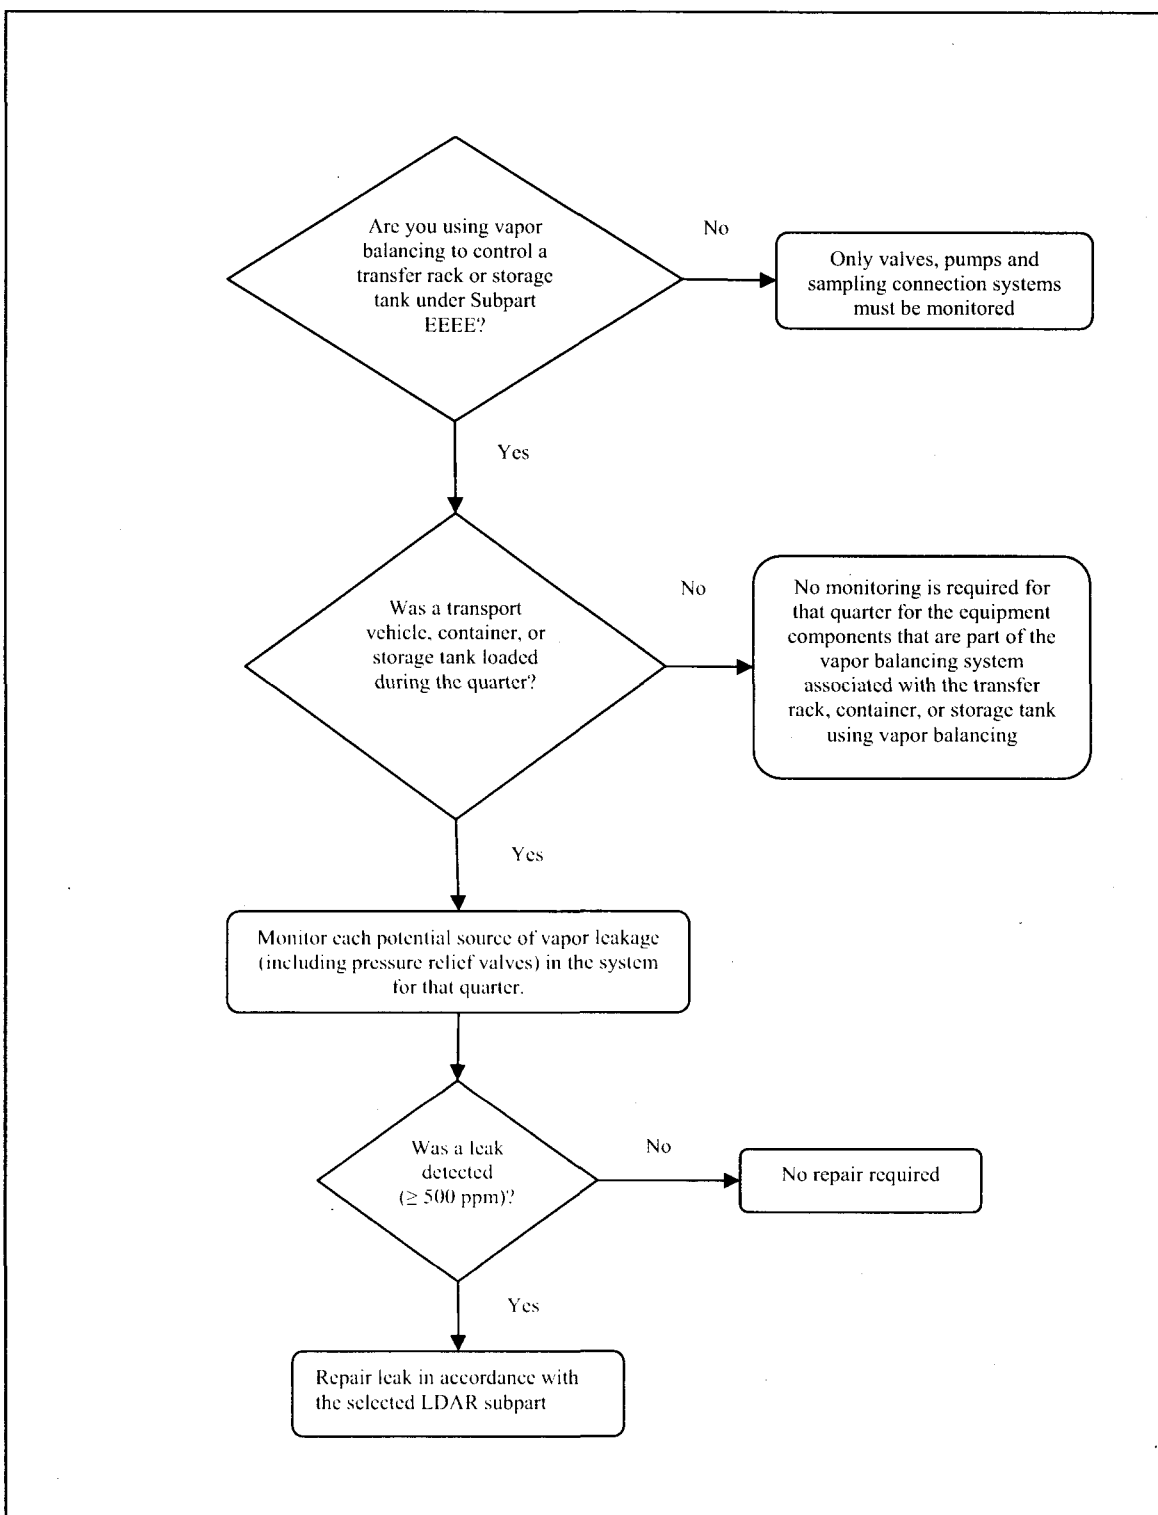 Are you using vapor
balancing to control a
transfer rack or storage
tank under Subpart
EEEE?
No
Only valves, pumps and
sampling connection systems
must be monitored
Yes
Was a transport
vehicle, container, or
storage tank loaded
during the quarter?
No
No monitoring is required for
that quarter for the equipment
components that are part of the
vapor balancing system
associated with the transfer
rack, container, or storage tank
using vapor balancing
Yes
Monitor each potential source of vapor leakage
(including pressure relief valves) in the system
for that quarter.
Was a leak
detected
(≥ 500 ppm)?
No
No repair required
Yes
Repair leak in accordance with
the selected LDAR subpart